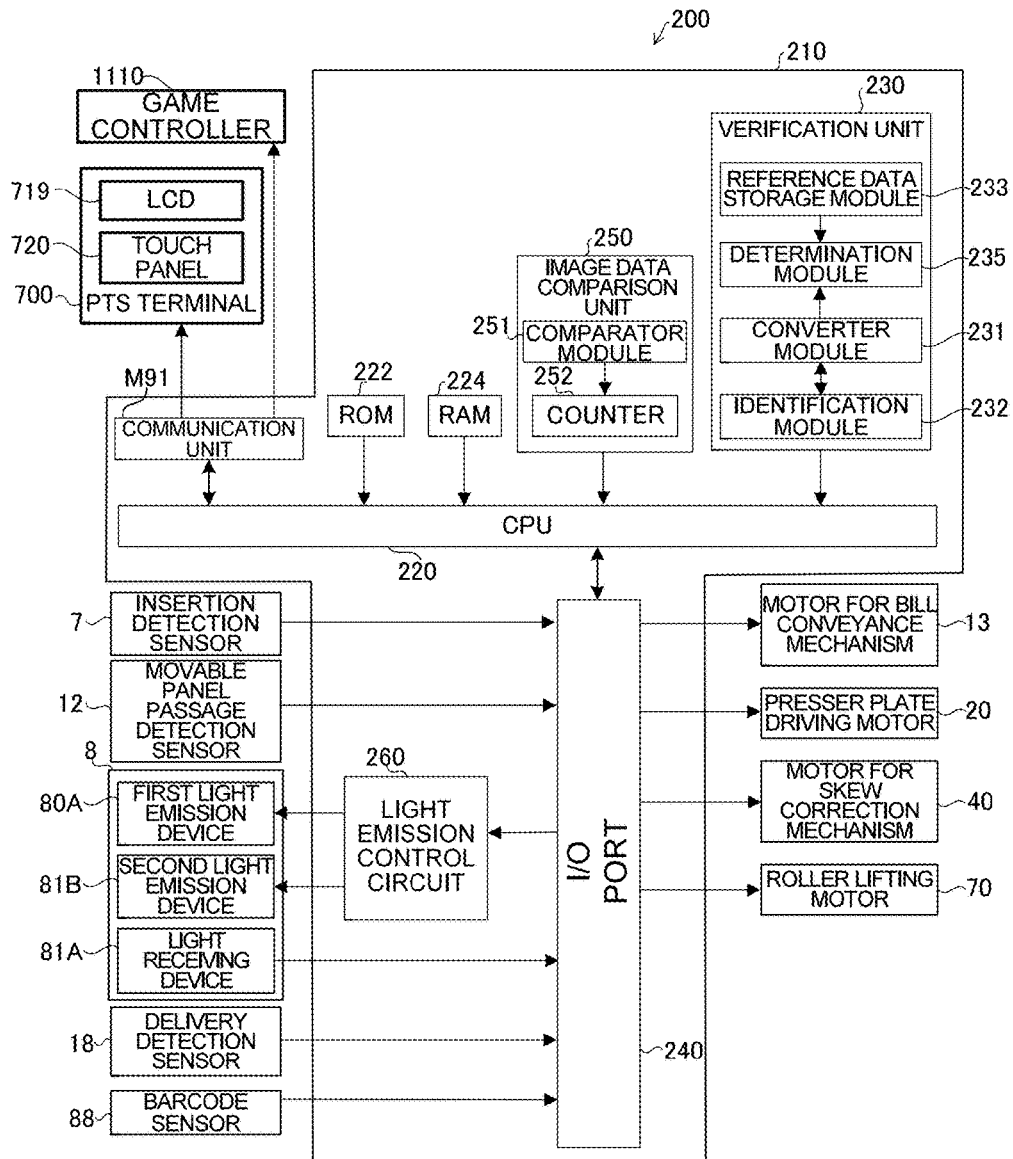 200
210
1110
GAME
CONTROLLER
719
LCD
720
TOUCH
PANEL
700
PTS TERMINAL
M91
COMMUNICATION
UNIT
222
ROM
224
RAM
250
IMAGE DATA
COMPARISON
UNIT
251
COMPARATOR
MODULE
252
COUNTER
230
VERIFICATION UNIT
REFERENCE DATA
STORAGE MODULE
233
DETERMINATION
MODULE
235
CONVERTER
MODULE
231
IDENTIFICATION
MODULE
232
CPU
220
7
INSERTION
DETECTION
SENSOR
12
MOVABLE
PANEL
PASSAGE
DETECTION
SENSOR
8
80A
FIRST LIGHT
EMISSION
DEVICE
81B
SECOND LIGHT
EMISSION
DEVICE
81A
LIGHT
RECEIVING
DEVICE
18
DELIVERY
DETECTION
SENSOR
88
BARCODE
SENSOR
260
LIGHT
EMISSION
CONTROL
CIRCUIT
I/O
PORT
240
MOTOR FOR BILL
CONVEYANCE
MECHANISM
13
PRESSER PLATE
DRIVING MOTOR
20
MOTOR FOR
SKEW
CORRECTION
MECHANISM
40
ROLLER LIFTING
MOTOR
70